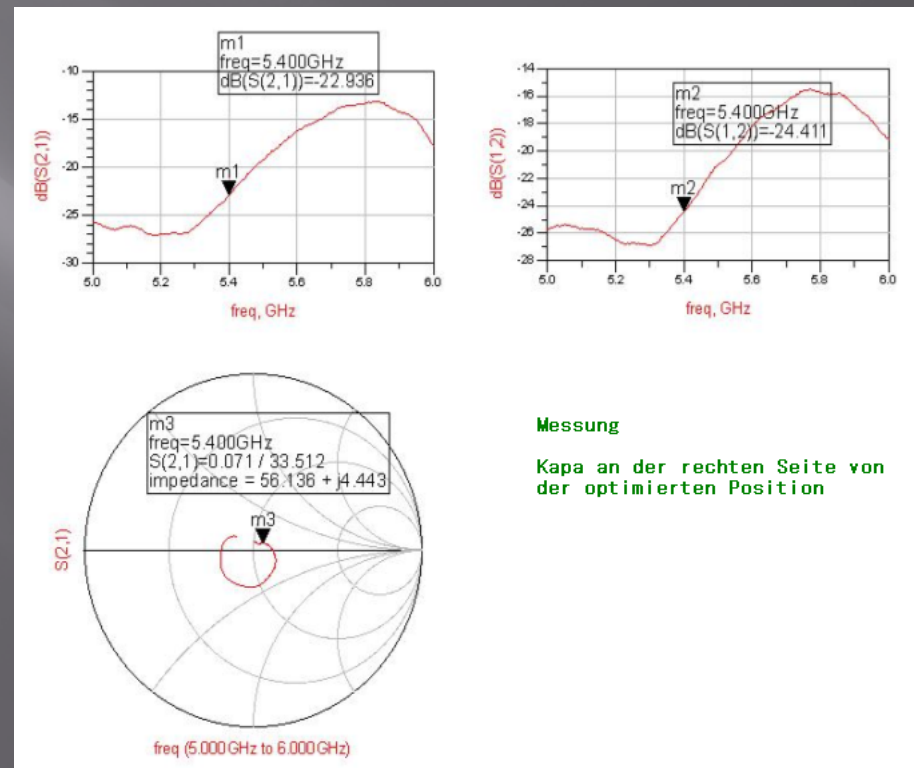 m1
freq=5.400GHz
dB(S(2,1))=-22.936
-10
-15
-20
-25
-30
m1
dB(S(2,1))
5.0
5.2
5.4
5.6
5.8
6.0
freq, GHz
m2
freq=5.400GHz
dB(S(1,2))=-24.411
-14
-16
-18
-20
-22
-24
-26
-28
m2
dB(S(1,2))
5.0
5.2
5.4
5.6
5.8
6.0
freq, GHz
m3
freq=5.400GHz
S(2,1)=0.071 / 33.512
impedance = 56.136 + j4.443
m3
S(2,1)
freq (5.000GHz to 6.000GHz)
Messung
Kapa an der rechten Seite von
der optimierten Position